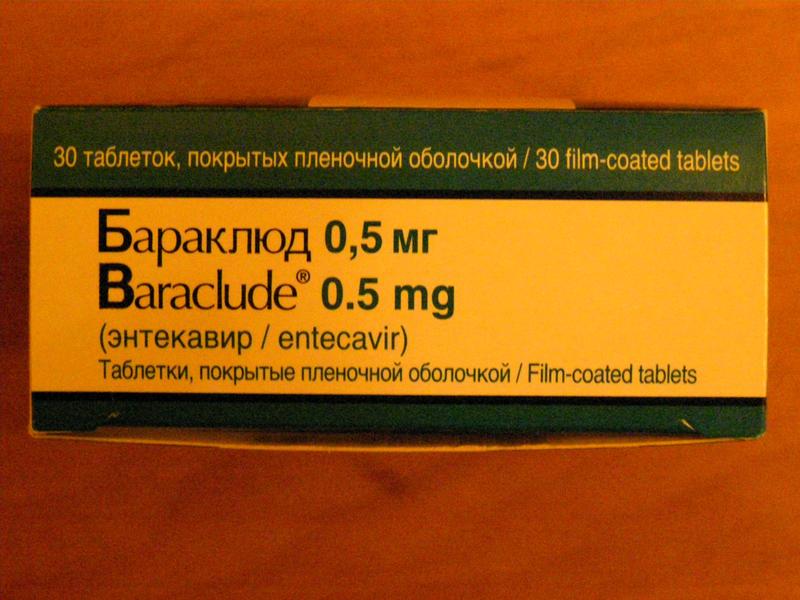 30 таблеток, покрытых пленочной оболочкой / 30 film-coated tablets
Бараклюд 0,5 мг
Baraclude® 0.5 mg
(энтекавир / entecavir)
Таблетки, покрытые пленочной оболочкой / Film-coated tablets